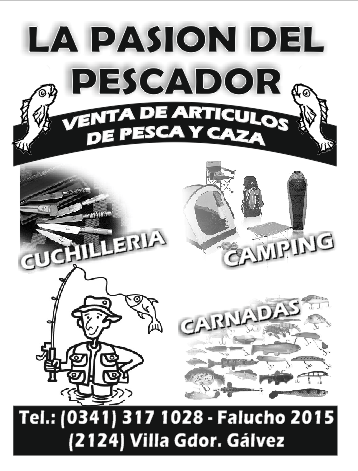 LA PASION DEL
PESCADOR
VENTA DE ARTICULOS
DE PESCA Y CAZA
CUCHILLERIA
CAMPING
CARNADAS
Tel.: (0341) 317 1028 - Falucho 2015
(2124) Villa Gdor. Gálvez